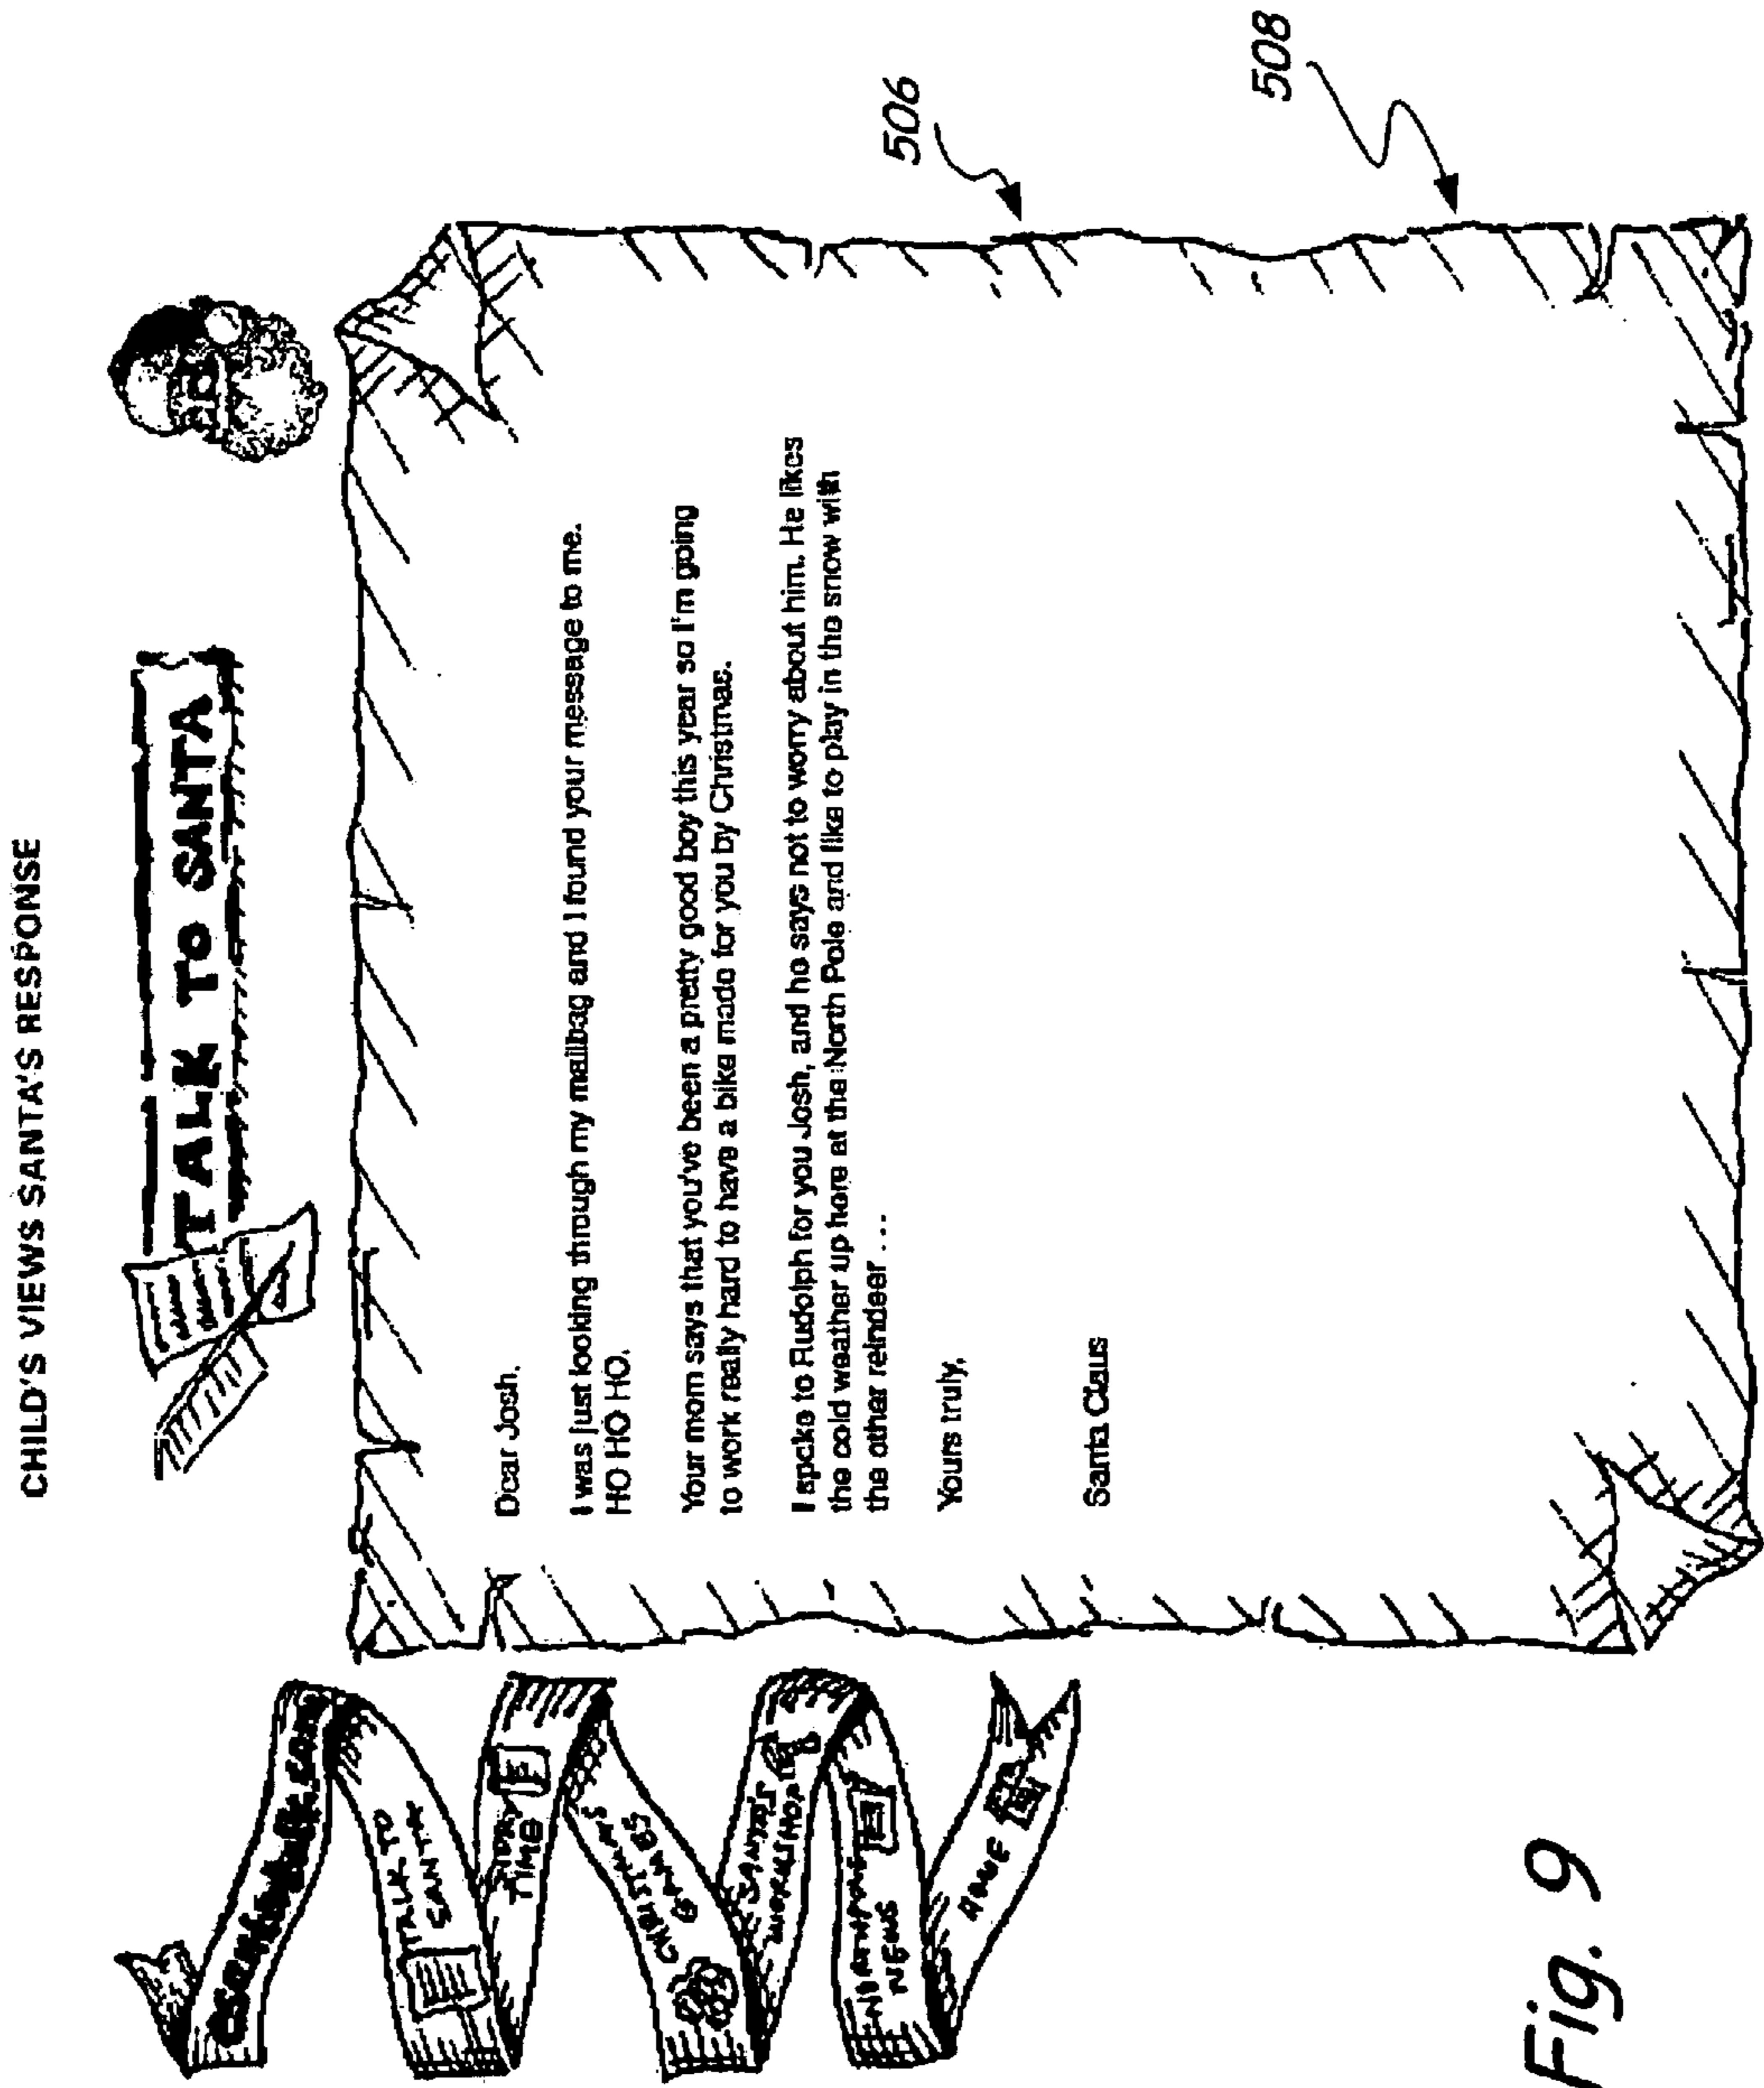 CHILD'S VIEWS SANTA'S RESPONSE
TALK TO SANTA
TALK TO
SANTA
TIME
CHRISTMAS
GAMES
SANTA'S
NEWS
HOME
Dear Josh,
I was just looking through my mailbag and I found your message to me.
HO HO HO.
Your mom says that you've been a pretty good boy this year so I'm going
to work really hard to have a bike made for you by Christmas.
I spoke to Rudolph for you Josh, and he says not to worry about him. He likes
the cold weather up here at the North Pole and like to play in the snow with
the other reindeer . . .
Yours truly,
Santa Claus
506
508
Fig. 9